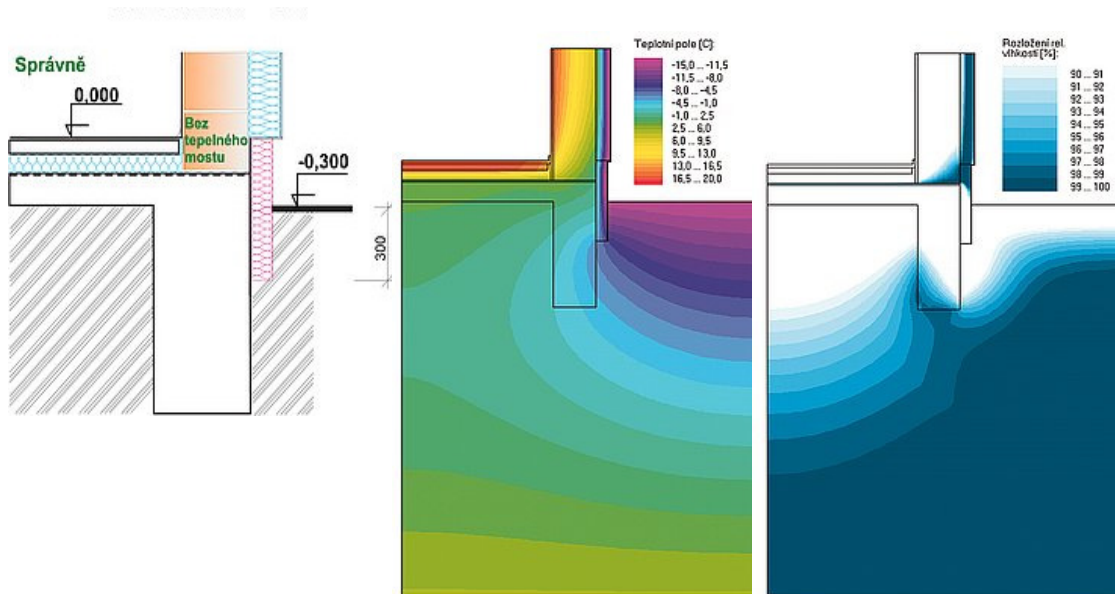 Správně
0,000
Bez
tepelného
mostu
-0,300
300
Teplotní pole [C]:
-15,0 ... -11,5
-11,5 ... -8,0
-8,0 ... -4,5
-4,5 ... -1,0
-1,0 ... 2,5
2,5 ... 6,0
6,0 ... 9,5
9,5 ... 13,0
13,0 ... 16,5
16,5 ... 20,0
Rozložení rel.
vlhkostí [%]:
90 ... 91
91 ... 92
92 ... 93
93 ... 94
94 ... 95
95 ... 96
96 ... 97
97 ... 98
98 ... 99
99 ... 100